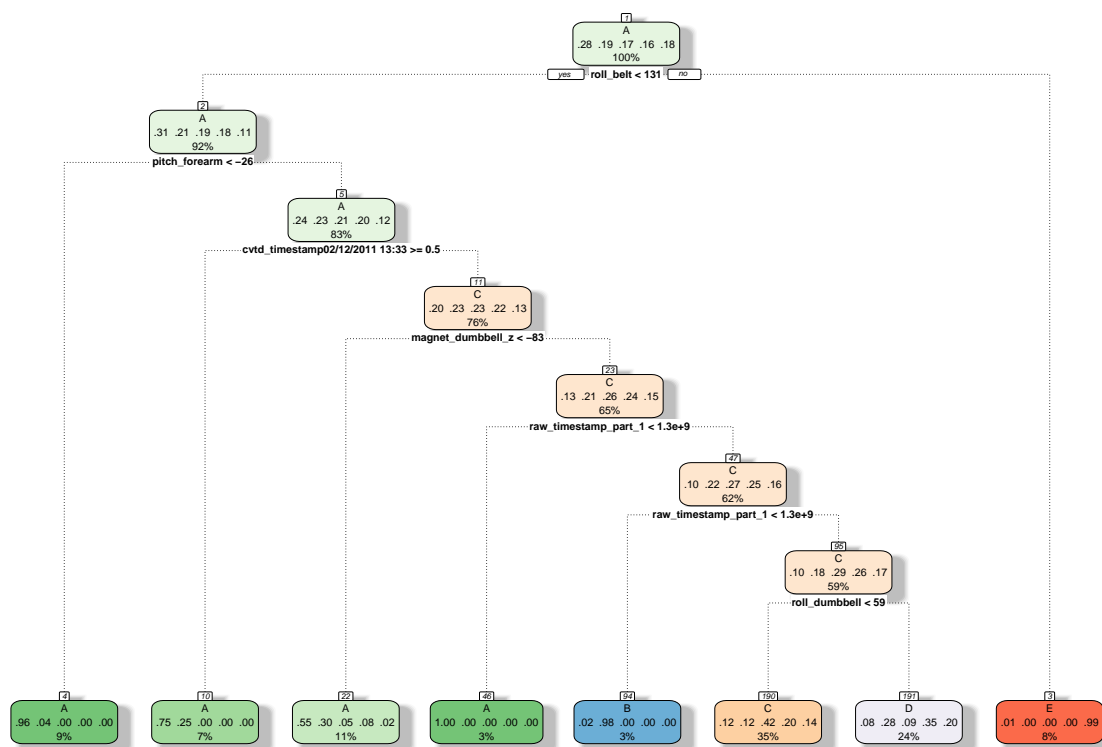 1
A
.28 .19 .17 .16 .18
100%
yes roll_belt < 131 no
2
A
.31 .21 .19 .18 .11
92%
pitch_forearm < −26
5
A
.24 .23 .21 .20 .12
83%
cvtd_timestamp02/12/2011 13:33 >= 0.5
11
C
.20 .23 .23 .22 .13
76%
magnet_dumbbell_z < −83
23
C
.13 .21 .26 .24 .15
65%
raw_timestamp_part_1 < 1.3e+9
47
C
.10 .22 .27 .25 .16
62%
raw_timestamp_part_1 < 1.3e+9
95
C
.10 .18 .29 .26 .17
59%
roll_dumbbell < 59
4
A
.96 .04 .00 .00 .00
9%
10
A
.75 .25 .00 .00 .00
7%
22
A
.55 .30 .05 .08 .02
11%
46
A
1.00 .00 .00 .00 .00
3%
94
B
.02 .98 .00 .00 .00
3%
190
C
.12 .12 .42 .20 .14
35%
191
D
.08 .28 .09 .35 .20
24%
3
E
.01 .00 .00 .00 .99
8%